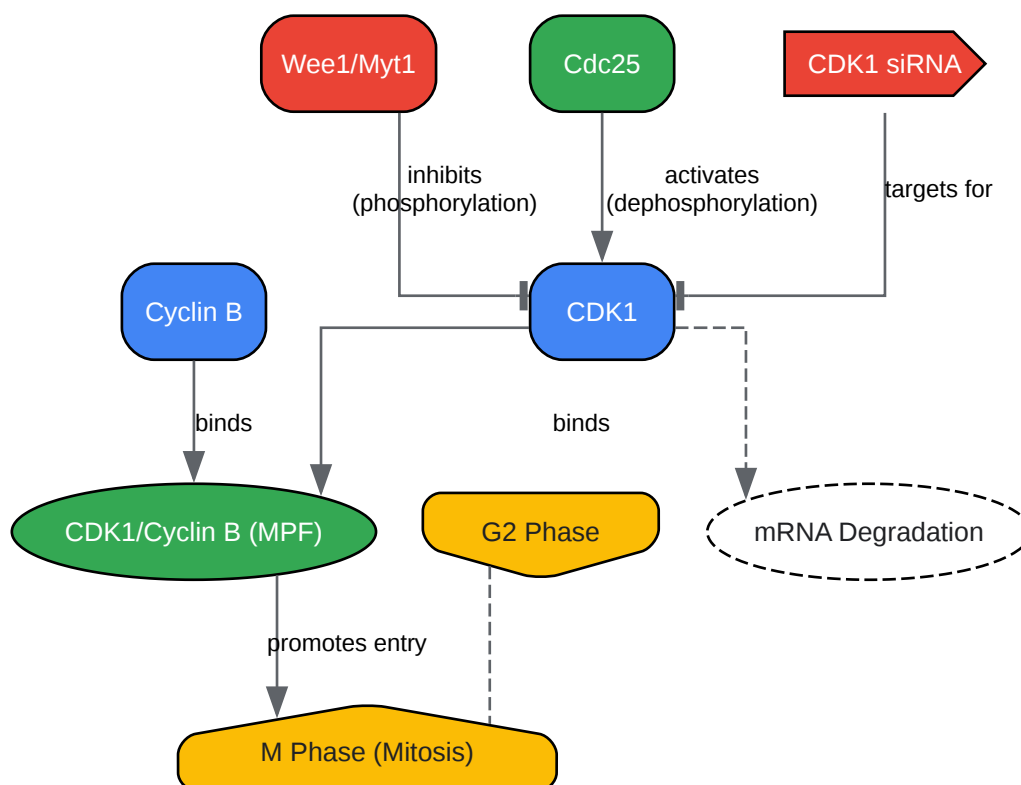 Wee1/Myt1
Cdc25
CDK1 siRNA
inhibits
(phosphorylation)
activates
(dephosphorylation)
targets for
Cyclin B
CDK1
binds
binds
CDK1/Cyclin B (MPF)
G2 Phase
mRNA Degradation
promotes entry
M Phase (Mitosis)